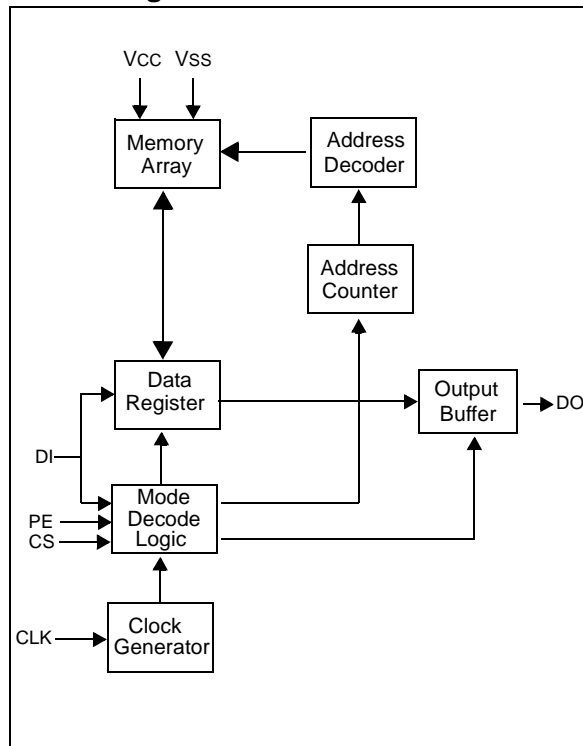 VCC VSS
Memory
Array
Address
Decoder
Address
Counter
Data
Register
Output
Buffer
DO
DI
Mode
Decode
Logic
PE
CS
CLK
Clock
Generator